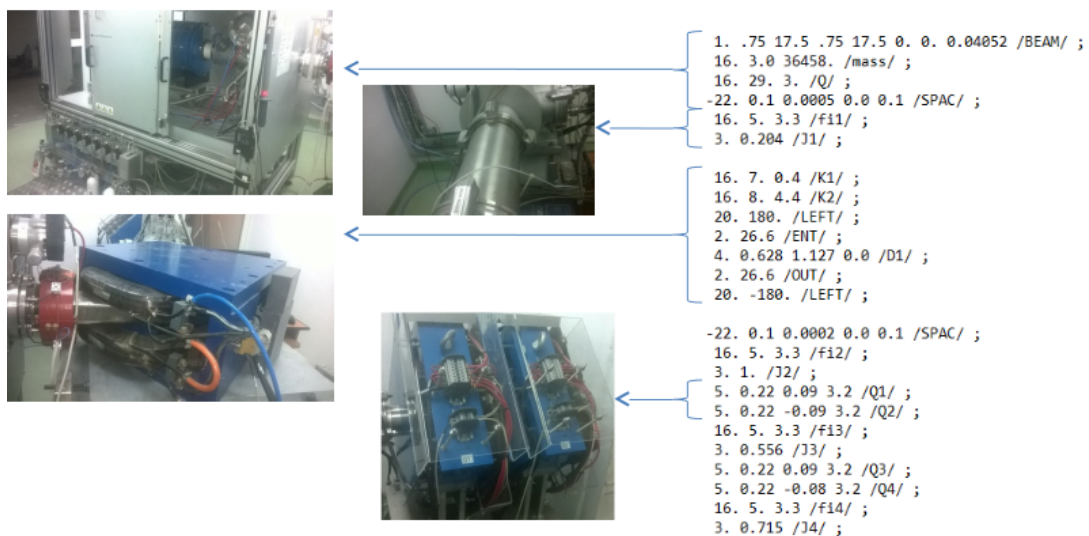 1. .75 17.5 .75 17.5 0. 0. 0.04052 /BEAM/ ;
16. 3.0 36458. /mass/ ;
16. 29. 3. /Q/ ;
-22. 0.1 0.0005 0.0 0.1 /SPAC/ ;
16. 5. 3.3 /fi1/ ;
3. 0.204 /J1/ ;
16. 7. 0.4 /K1/ ;
16. 8. 4.4 /K2/ ;
20. 180. /LEFT/ ;
2. 26.6 /ENT/ ;
4. 0.628 1.127 0.0 /D1/ ;
2. 26.6 /OUT/ ;
20. -180. /LEFT/ ;
-22. 0.1 0.0002 0.0 0.1 /SPAC/ ;
16. 5. 3.3 /fi2/ ;
3. 1. /J2/ ;
5. 0.22 0.09 3.2 /Q1/ ;
5. 0.22 -0.09 3.2 /Q2/ ;
16. 5. 3.3 /fi3/ ;
3. 0.556 /J3/ ;
5. 0.22 0.09 3.2 /Q3/ ;
5. 0.22 -0.08 3.2 /Q4/ ;
16. 5. 3.3 /fi4/ ;
3. 0.715 /J4/ ;